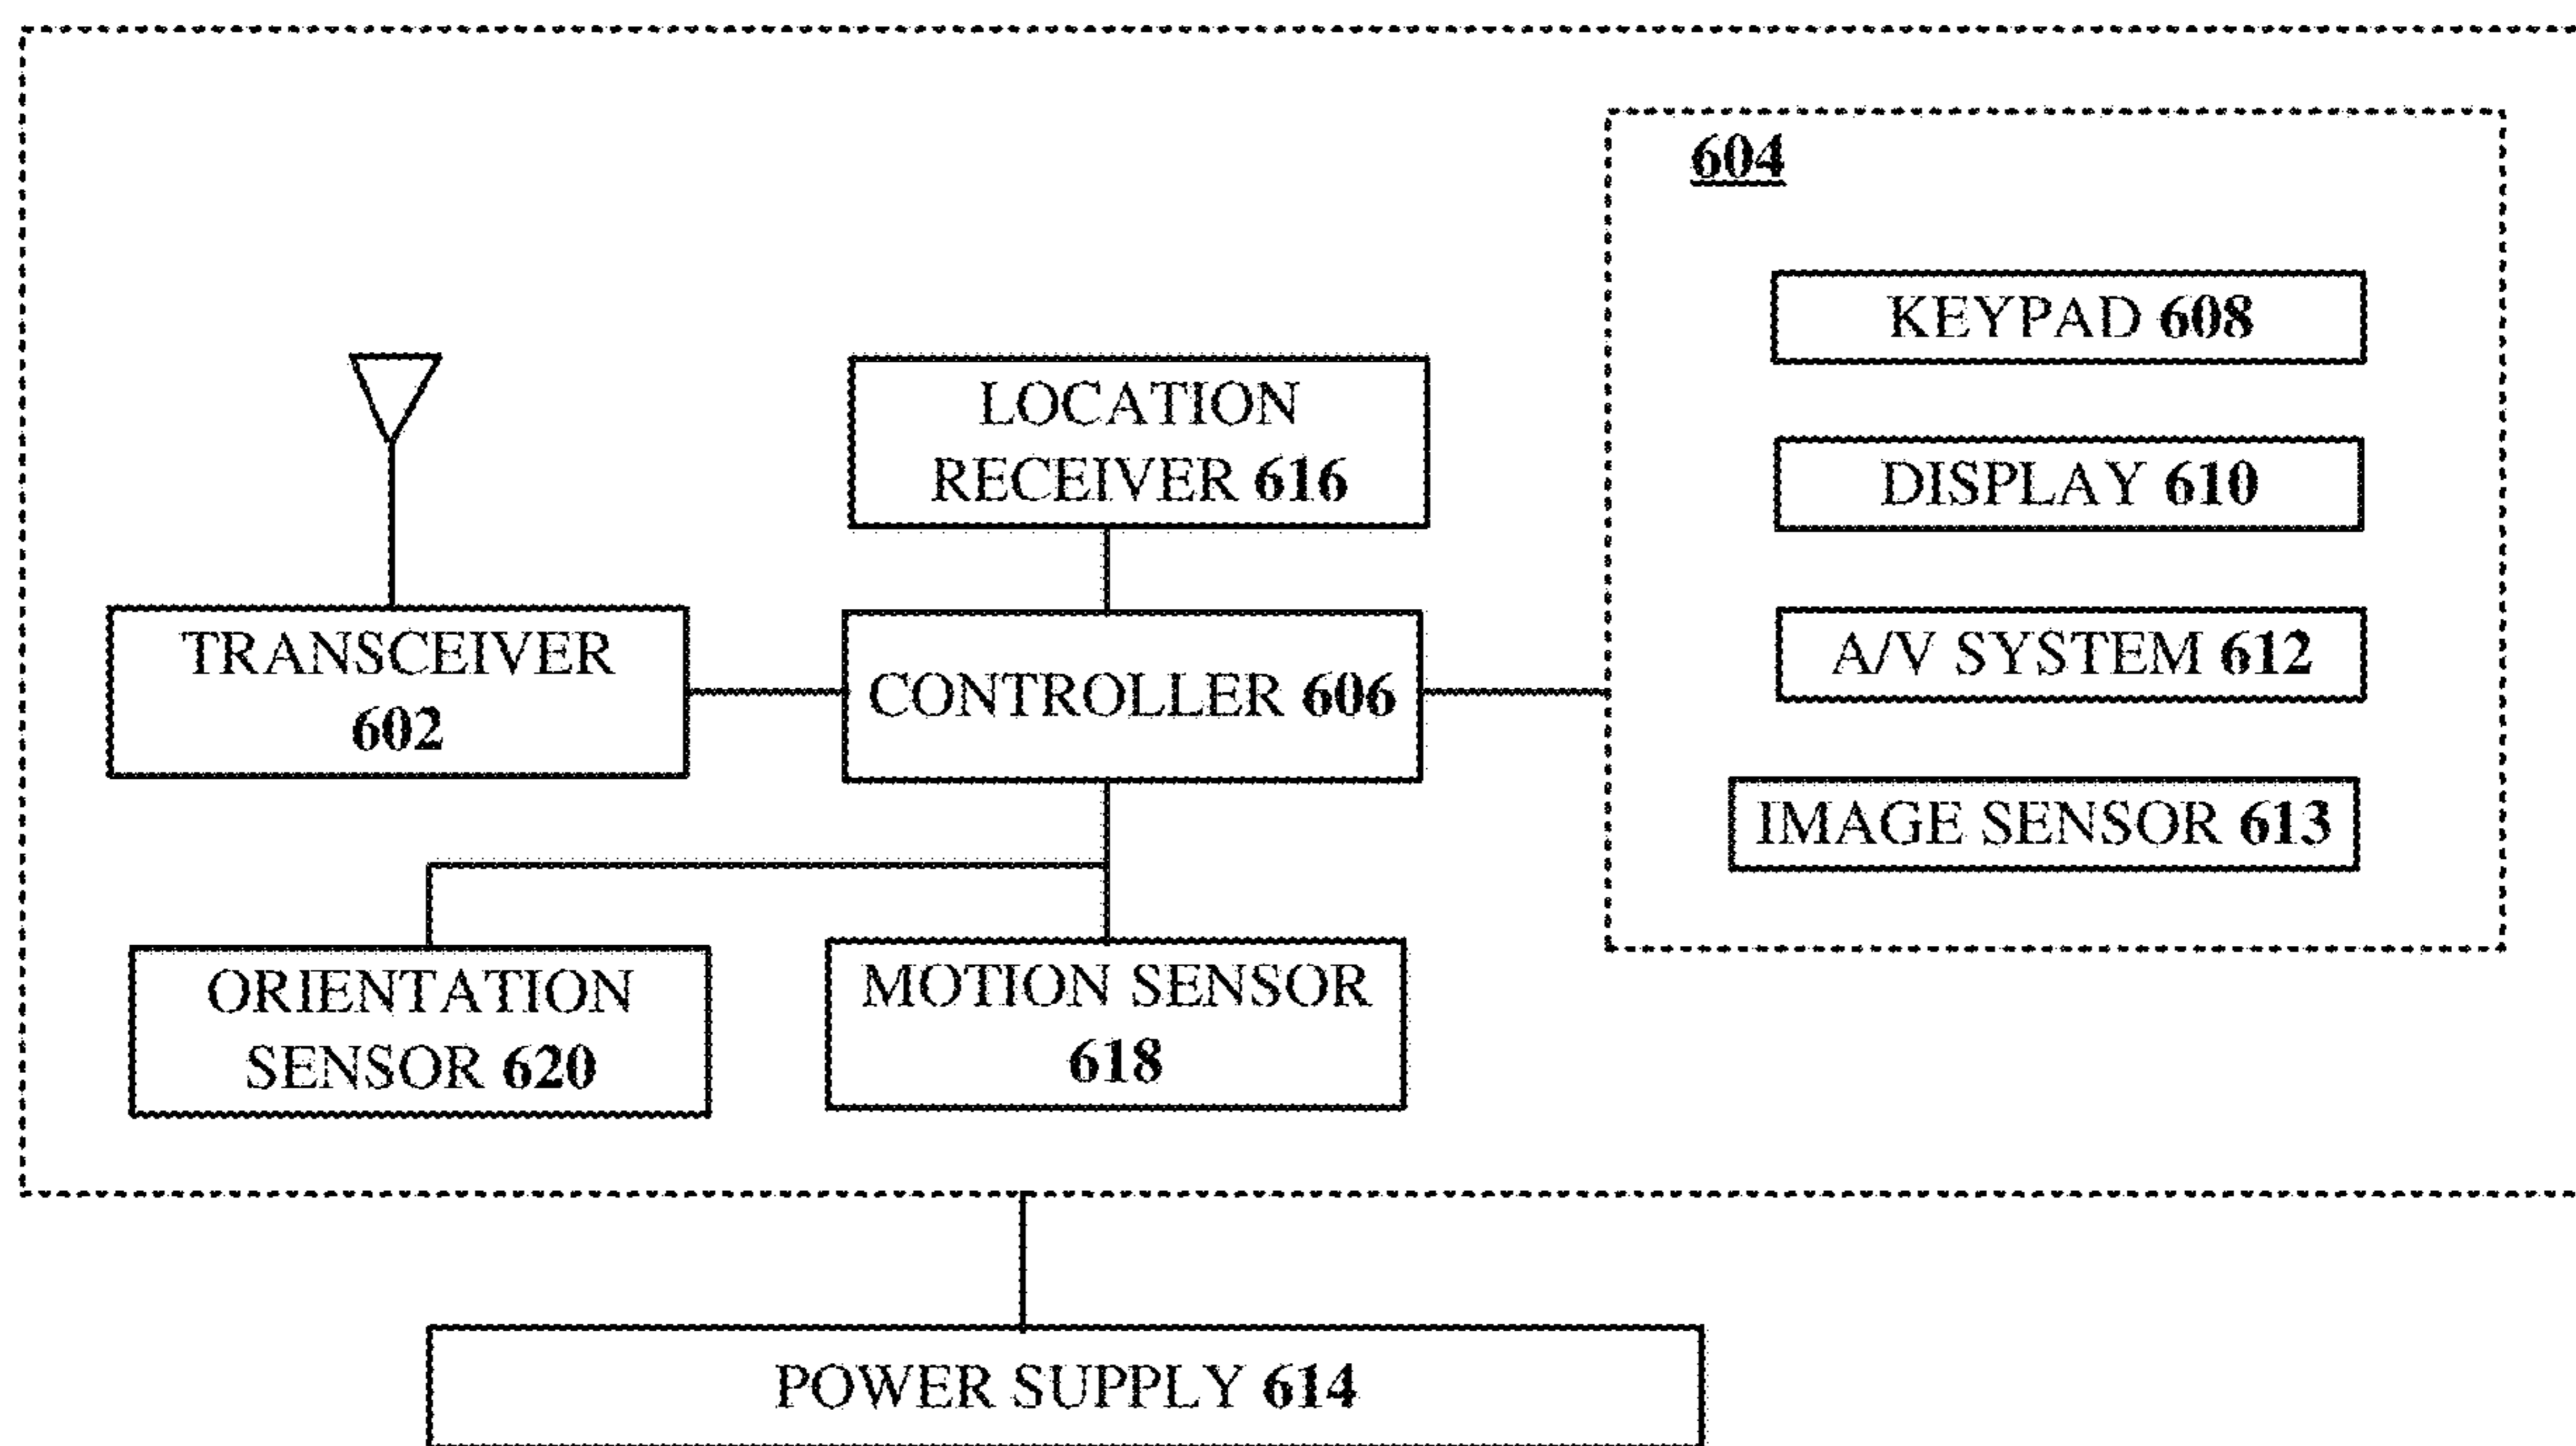 604
KEYPAD 608
DISPLAY 610
A/V SYSTEM 612
IMAGE SENSOR 613
LOCATION
RECEIVER 616
TRANSCEIVER
602
CONTROLLER 606
ORIENTATION
SENSOR 620
MOTION SENSOR
618
POWER SUPPLY 614